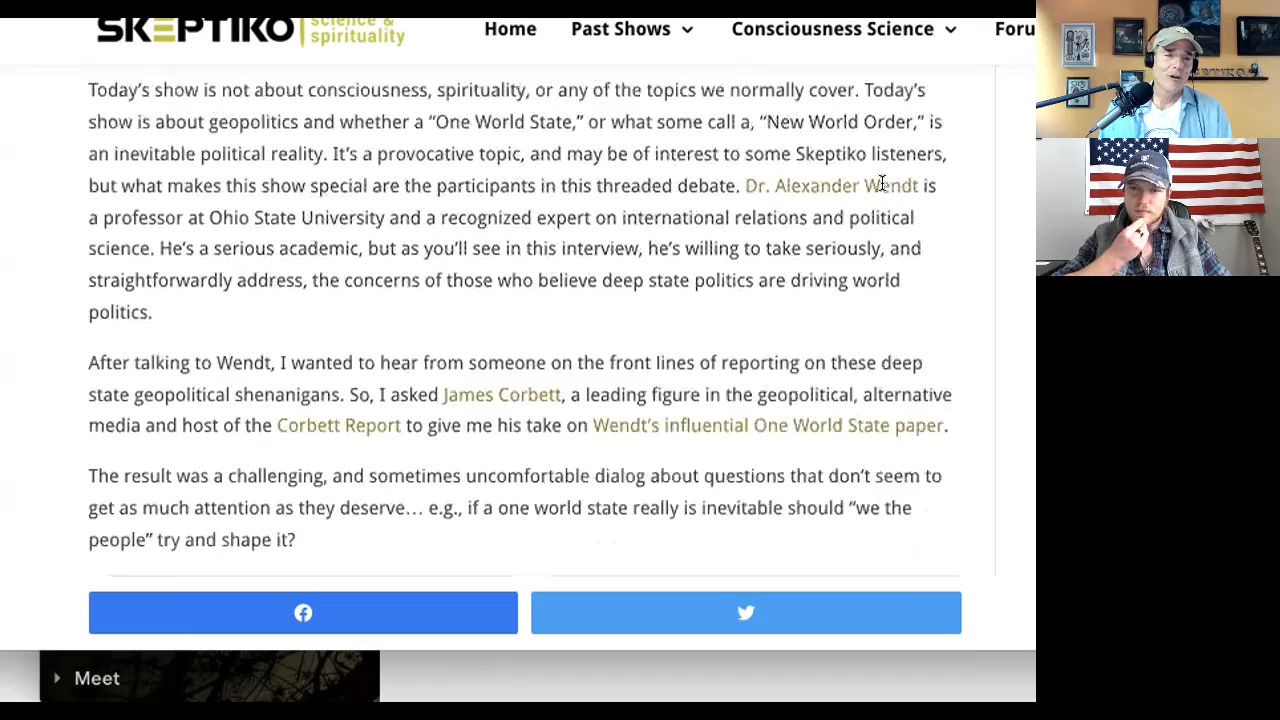 SKEPTIKO
science &
spirituality
Home
Past Shows
Consciousness Science
Foru
Today's show is not about consciousness, spirituality, or any of the topics we normally cover. Today's
show is about geopolitics and whether a "One World State," or what some call a, "New World Order," is
an inevitable political reality. It's a provocative topic, and may be of interest to some Skeptiko listeners,
but what makes this show special are the participants in this threaded debate. Dr. Alexander Wendt is
a professor at Ohio State University and a recognized expert on international relations and political
science. He's a serious academic, but as you'll see in this interview, he's willing to take seriously, and
straightforwardly address, the concerns of those who believe deep state politics are driving world
politics.
After talking to Wendt, I wanted to hear from someone on the front lines of reporting on these deep
state geopolitical shenanigans. So, I asked James Corbett, a leading figure in the geopolitical, alternative
media and host of the Corbett Report to give me his take on Wendt's influential One World State paper.
The result was a challenging, and sometimes uncomfortable dialog about questions that don't seem to
get as much attention as they deserve… e.g., if a one world state really is inevitable should "we the
people" try and shape it?
Meet